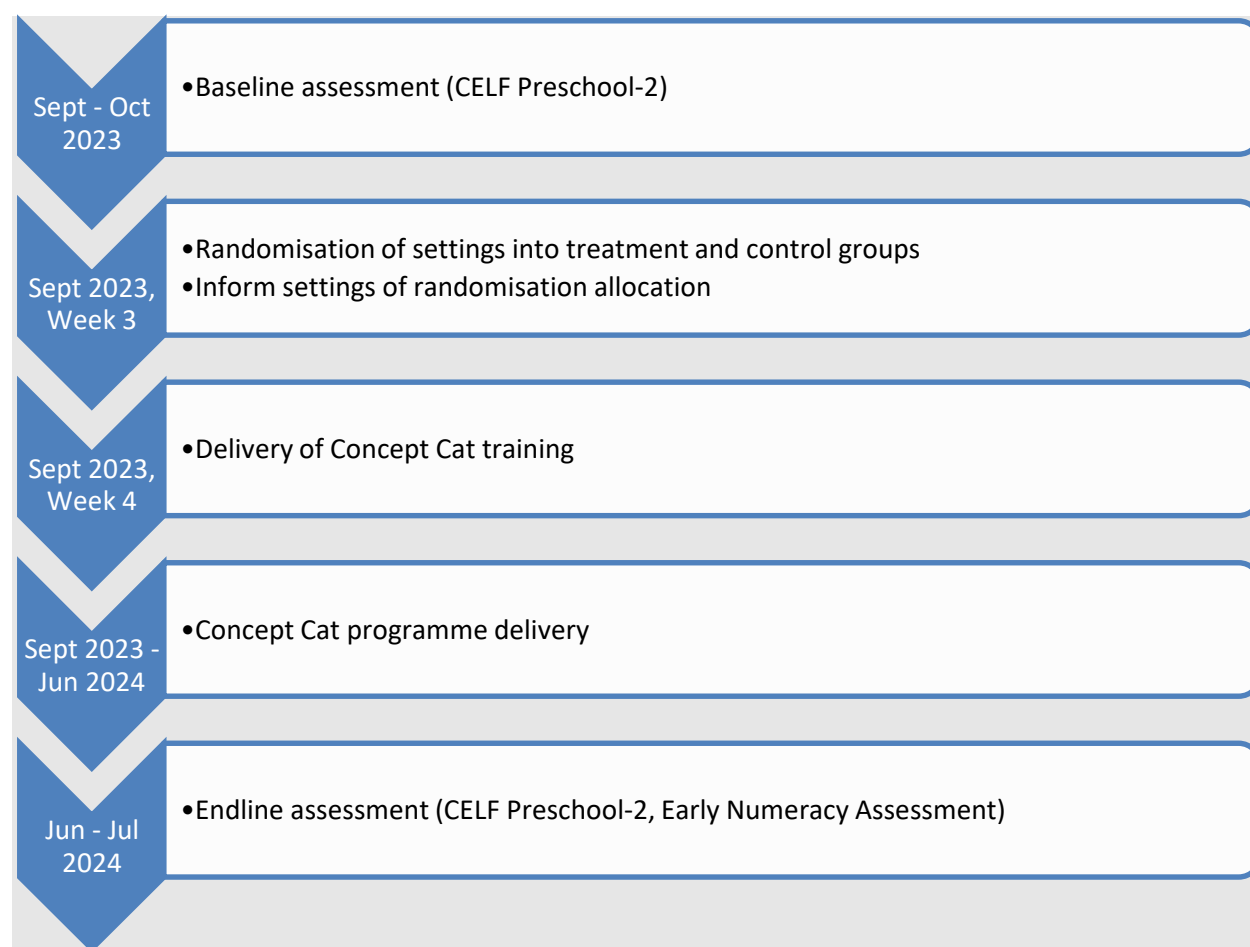 Sept - Oct
2023
•Baseline assessment (CELF Preschool-2)
Sept 2023,
Week 3
•Randomisation of settings into treatment and control groups
•Inform settings of randomisation allocation
Sept 2023,
Week 4
•Delivery of Concept Cat training
Sept 2023 -
Jun 2024
•Concept Cat programme delivery
Jun - Jul
2024
•Endline assessment (CELF Preschool-2, Early Numeracy Assessment)